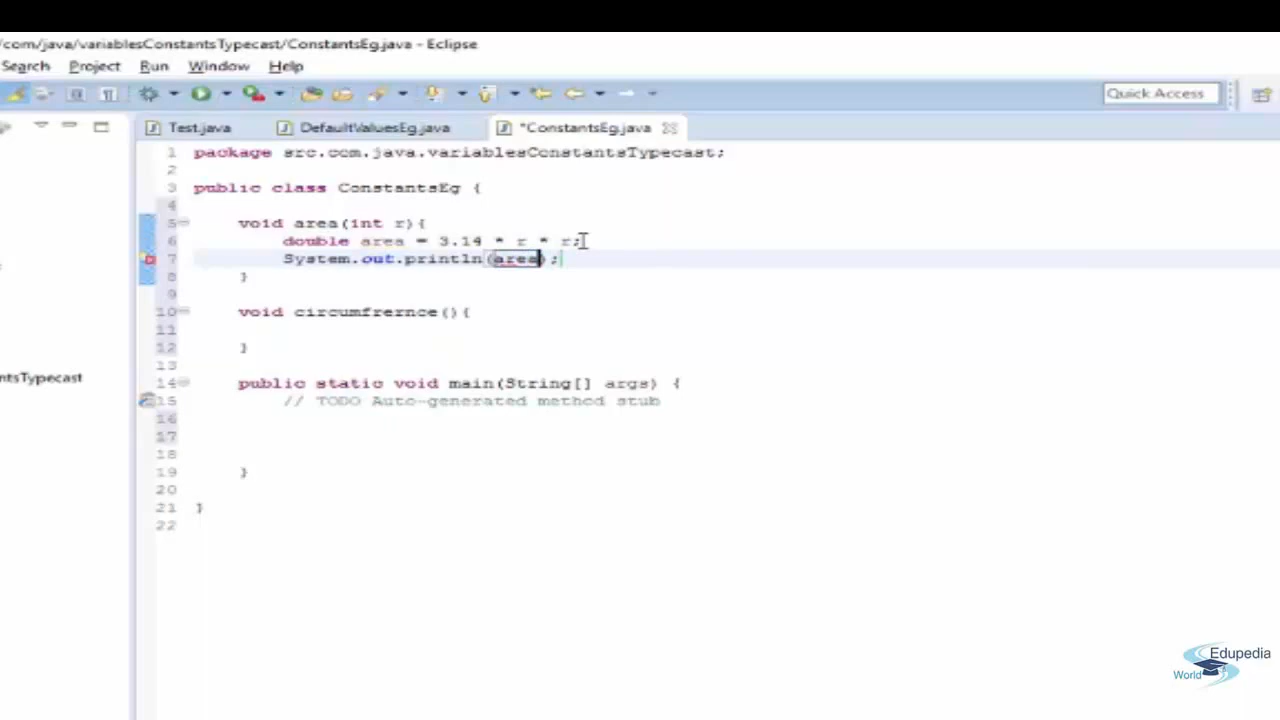 /com/java/variablesConstantsTypecast/ConstantsEg.java - Eclipse
Search Project Run Window Help
Quick Access
Test.java DefaultValuesEg.java *ConstantsEg.java
1 package src.com.java.variablesConstantsTypecast;
2
3 public class ConstantsEg {
4
5 void area(int r){
6 double area = 3.14 * r * r;
7 System.out.println(area);
8 }
9
10 void circumfrernce(){
11
12 }
13
14 public static void main(String[] args) {
15 // TODO Auto-generated method stub
16
17
18
19 }
20
21 }
22
ntsTypecast
Edupedia
World